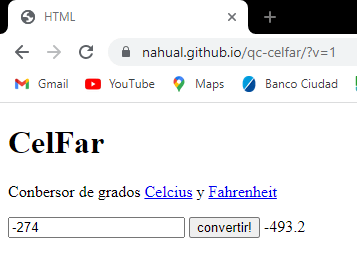 HTML
nahual.github.io/qc-celfar/?v=1
Gmail YouTube Maps Banco Ciudad
CelFar
Conbersor de grados Celcius y Fahrenheit
-274 convertir! -493.2